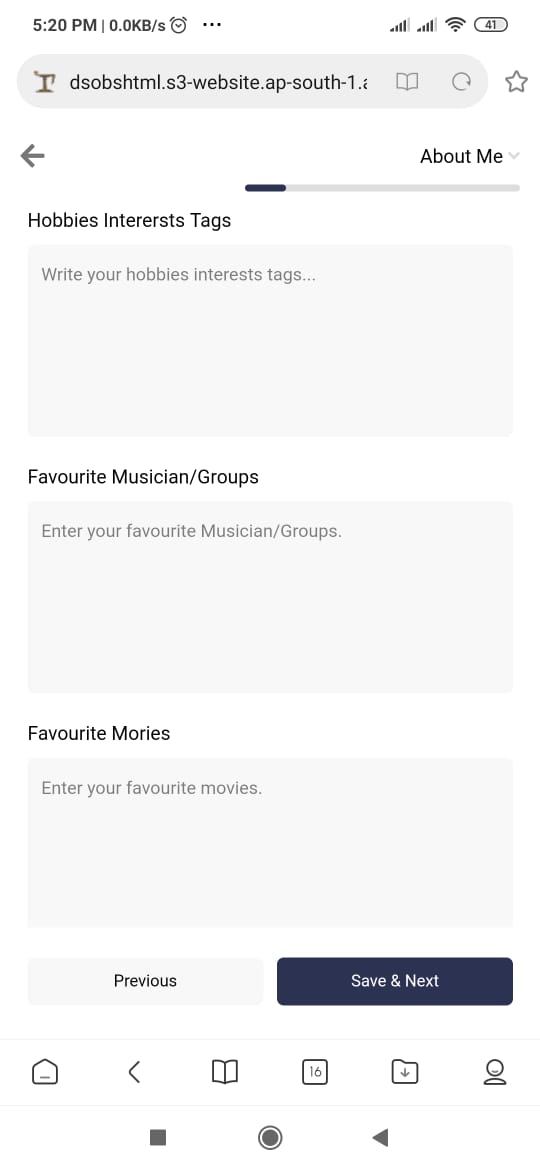 5:20 PM | 0.0KB/s ... 41
dsobshtml.s3-website.ap-south-1.a
About Me
Hobbies Interersts Tags
Write your hobbies interests tags...
Favourite Musician/Groups
Enter your favourite Musician/Groups.
Favourite Mories
Enter your favourite movies.
Previous Save & Next
16